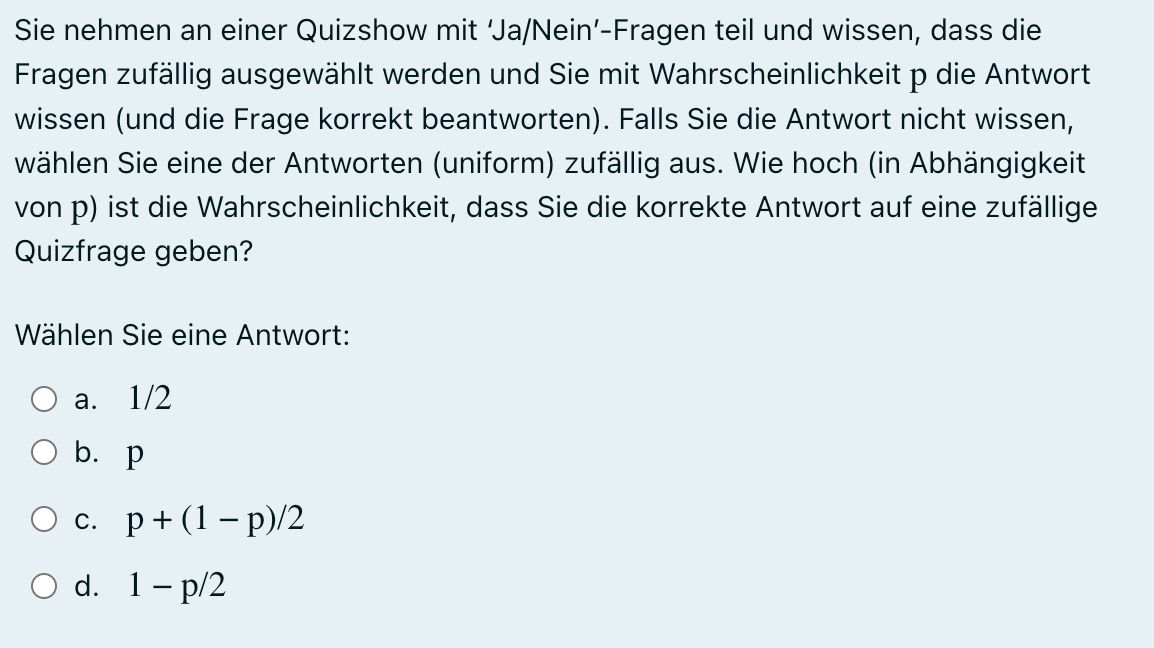 Sie nehmen an einer Quizshow mit ‘Ja/Nein’-Fragen teil und wissen, dass die
Fragen zufällig ausgewählt werden und Sie mit Wahrscheinlichkeit p die Antwort
wissen (und die Frage korrekt beantworten). Falls Sie die Antwort nicht wissen,
wählen Sie eine der Antworten (uniform) zufällig aus. Wie hoch (in Abhängigkeit
von p) ist die Wahrscheinlichkeit, dass Sie die korrekte Antwort auf eine zufällige
Quizfrage geben?
Wählen Sie eine Antwort:
a. 1/2
b. p
c. p + (1 − p)/2
d. 1 − p/2